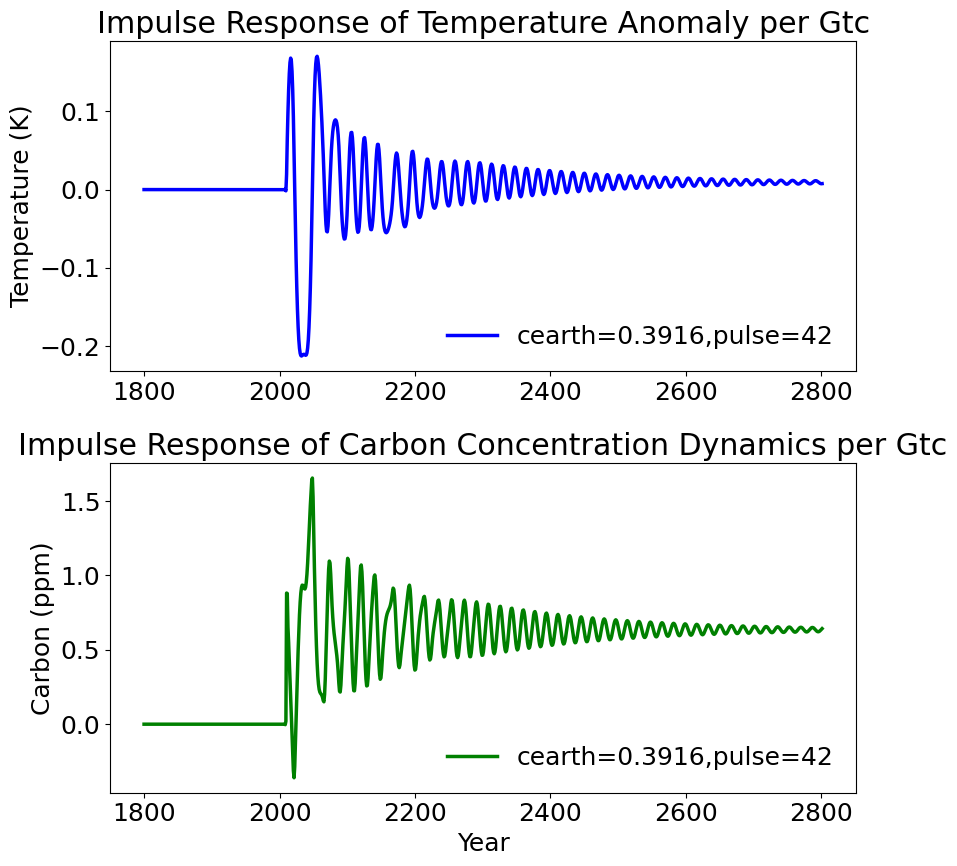 Impulse Response of Temperature Anomaly per Gtc
Temperature (K)
0.1
0.0
−0.1
−0.2
cearth=0.3916,pulse=42
1800 2000 2200 2400 2600 2800
Impulse Response of Carbon Concentration Dynamics per Gtc
Carbon (ppm)
1.5
1.0
0.5
0.0
cearth=0.3916,pulse=42
1800 2000 2200 2400 2600 2800
Year